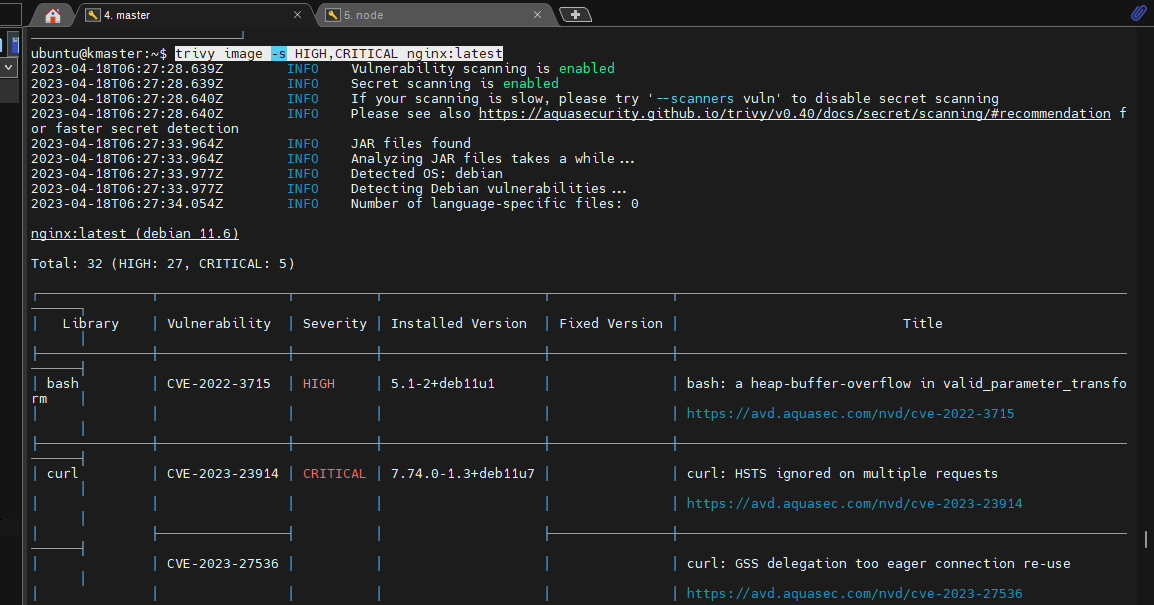 4. master
5. node
ubuntu@kmaster:~$ trivy image -s HIGH,CRITICAL nginx:latest
2023-04-18T06:27:28.639Z INFO Vulnerability scanning is enabled
2023-04-18T06:27:28.639Z INFO Secret scanning is enabled
2023-04-18T06:27:28.640Z INFO If your scanning is slow, please try '--scanners vuln' to disable secret scanning
2023-04-18T06:27:28.640Z INFO Please see also https://aquasecurity.github.io/trivy/v0.40/docs/secret/scanning/#recommendation f
or faster secret detection
2023-04-18T06:27:33.964Z INFO JAR files found
2023-04-18T06:27:33.964Z INFO Analyzing JAR files takes a while...
2023-04-18T06:27:33.977Z INFO Detected OS: debian
2023-04-18T06:27:33.977Z INFO Detecting Debian vulnerabilities...
2023-04-18T06:27:34.054Z INFO Number of language-specific files: 0
nginx:latest (debian 11.6)
Total: 32 (HIGH: 27, CRITICAL: 5)
Library Vulnerability Severity Installed Version Fixed Version Title
bash CVE-2022-3715 HIGH 5.1-2+deb11u1 bash: a heap-buffer-overflow in valid_parameter_transfo
rm
https://avd.aquasec.com/nvd/cve-2022-3715
curl CVE-2023-23914 CRITICAL 7.74.0-1.3+deb11u7 curl: HSTS ignored on multiple requests
https://avd.aquasec.com/nvd/cve-2023-23914
CVE-2023-27536 curl: GSS delegation too eager connection re-use
https://avd.aquasec.com/nvd/cve-2023-27536